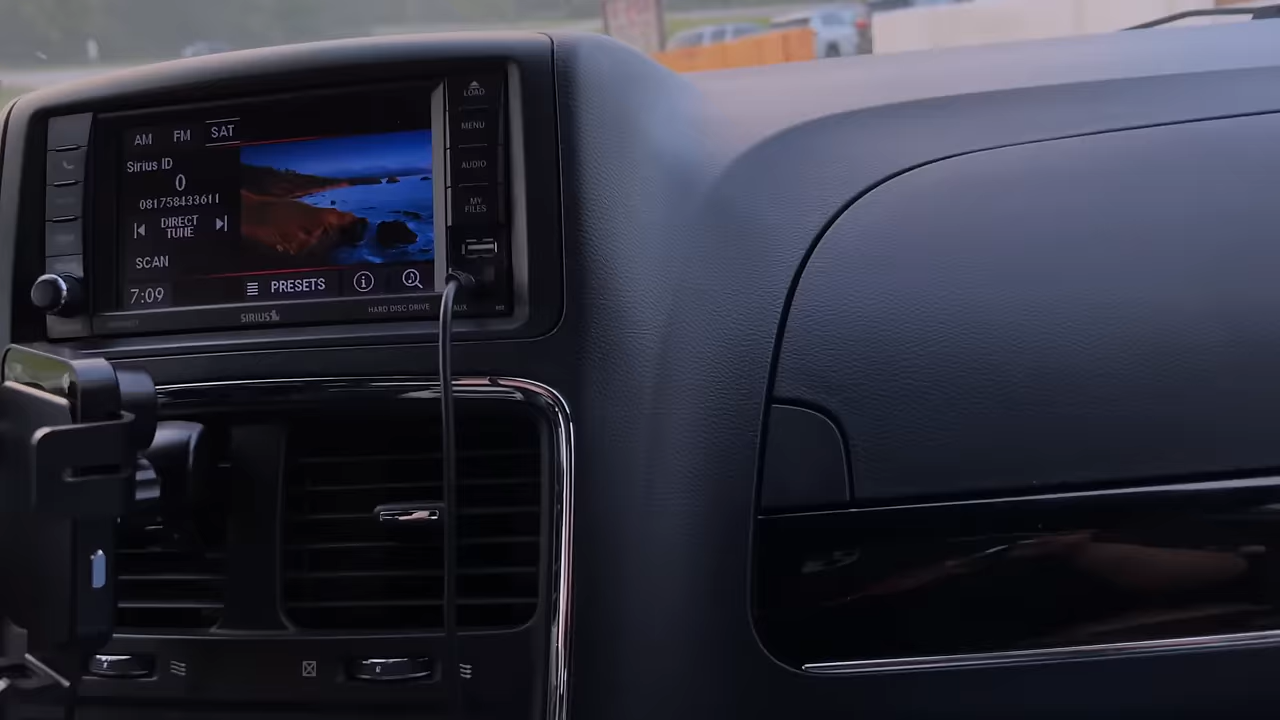 AM FM SAT
Sirius ID
0
081758433611
DIRECT
TUNE
SCAN
7:09
PRESETS
LOAD
MENU
AUDIO
MY
FILES
SIRIUS
HARD DISC DRIVE
AUX